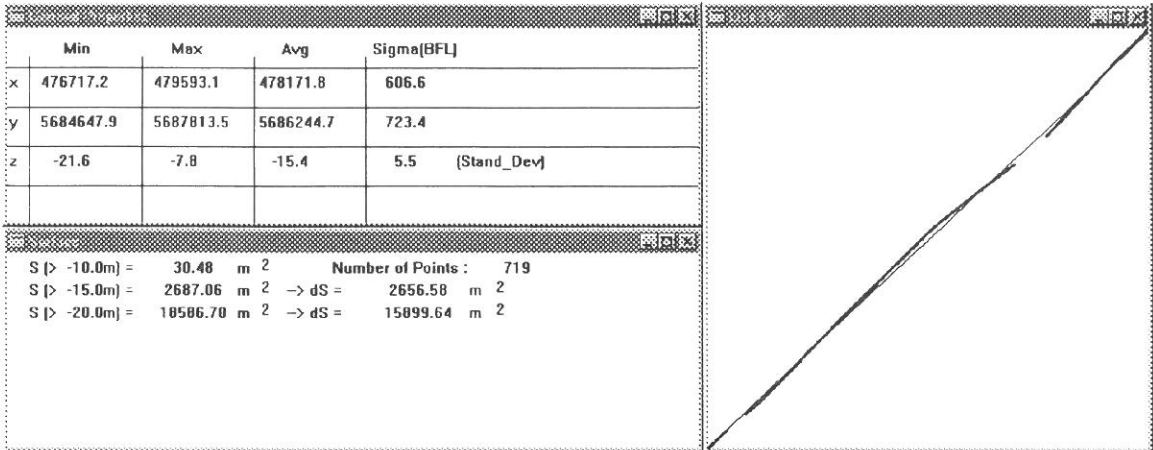 Min Max Avg Sigma(BFL)
x 476717.2 479593.1 478171.8 606.6
y 5684647.9 5687813.5 5686244.7 723.4
z -21.6 -7.8 -15.4 5.5 (Stand_Dev)
S (> -10.0m) = 30.48 m 2 Number of Points : 719
S (> -15.0m) = 2687.06 m 2 -> dS = 2656.58 m 2
S (> -20.0m) = 18586.70 m 2 -> dS = 15899.64 m 2